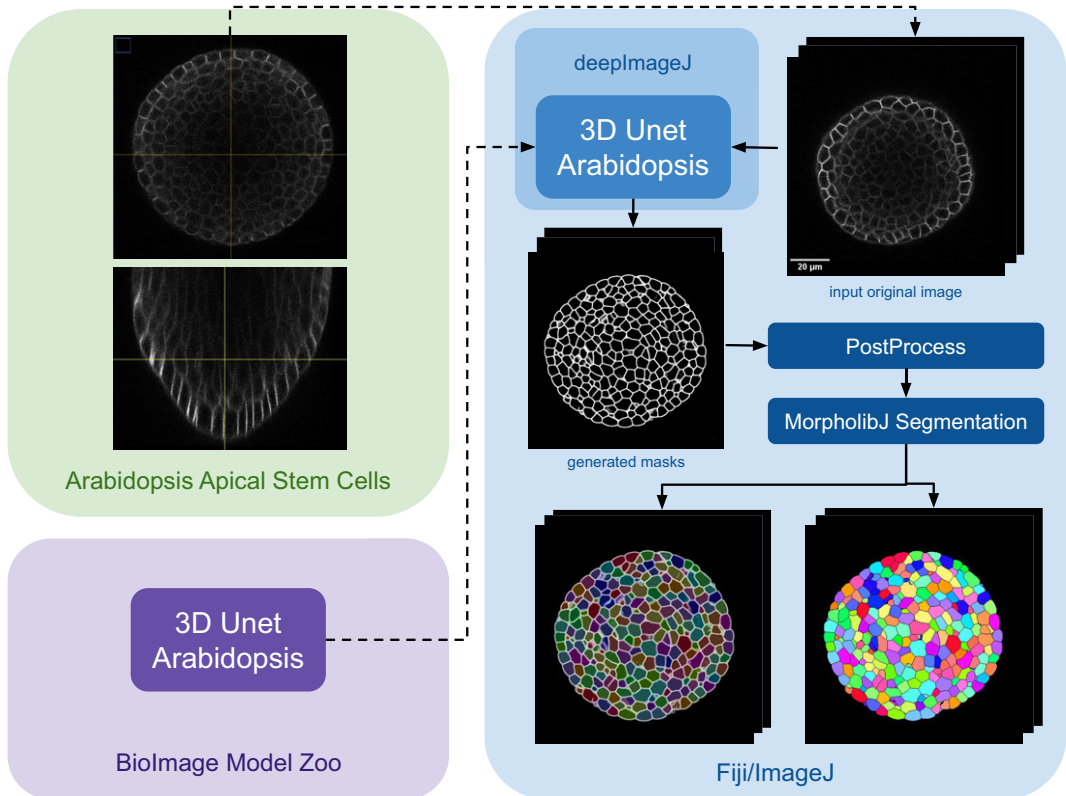 Arabidopsis Apical Stem Cells
3D Unet
Arabidopsis
BioImage Model Zoo
deepImageJ
3D Unet
Arabidopsis
20 µm
input original image
generated masks
PostProcess
MorpholibJ Segmentation
Fiji/ImageJ